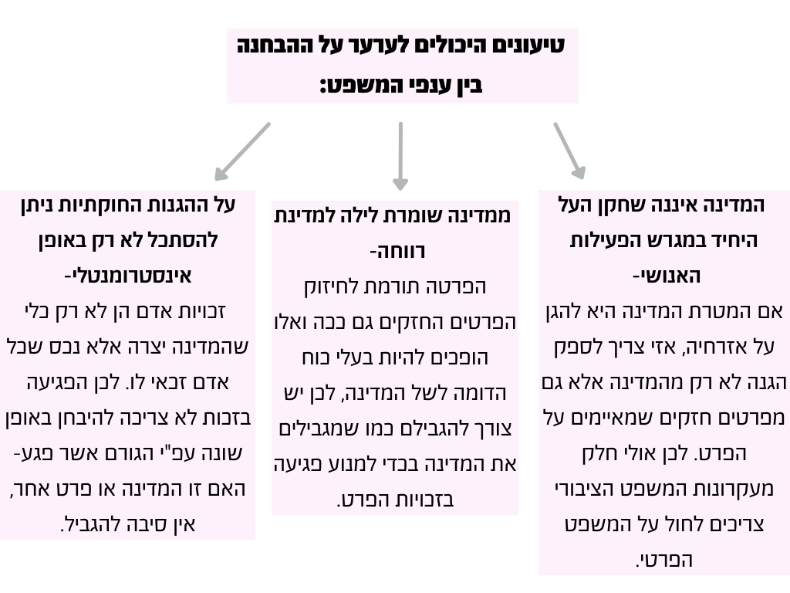 טיעונים היכולים לערער על ההבחנה
בין ענפי המשפט:
המדינה איננה שחקן העל
היחיד במגרש הפעילות
האנושי-
אם המטרת המדינה היא להגן
על אזרחיה, אזי צריך לספק
הגנה לא רק מהמדינה אלא גם
מפרטים חזקים שמאיימים על
הפרט. לכן אולי חלק
מעקרונות המשפט הציבורי
צריכים לחול על המשפט
הפרטי.
ממדינה שומרת לילה למדינת
רווחה-
הפרטה תורמת לחיזוק
הפרטים החזקים גם ככה ואלו
הופכים להיות בעלי כוח
הדומה לשל המדינה, לכן יש
צורך להגבילם כמו שמגבילים
את המדינה בכדי למנוע פגיעה
בזכויות הפרט.
על ההגנות החוקתיות ניתן
להסתכל לא רק באופן
אינסטרומנטלי-
זכויות אדם הן לא רק כלי
שהמדינה יצרה אלא נכס שכל
אדם זכאי לו. לכן הפגיעה
בזכות לא צריכה להיבחן באופן
שונה עפ"י הגורם אשר פגע-
האם זו המדינה או פרט אחר,
אין סיבה להגביל.